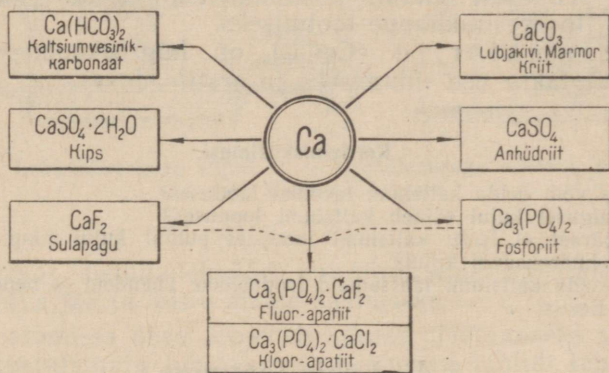 Ca(HCO₃)₂
Kaltsiumvesinik-
karbonaat
CaCO₃
Lubjakivi, Marmor
Kriit
CaSO₄·2H₂O
Kips
Ca
CaSO₄
Anhüdriit
CaF₂
Sulapagu
Ca₃(PO₄)₂
Fosforiit
Ca₃(PO₄)₂·CaF₂
Fluor-apatiit
Ca₃(PO₄)₂·CaCl₂
Kloor-apatiit